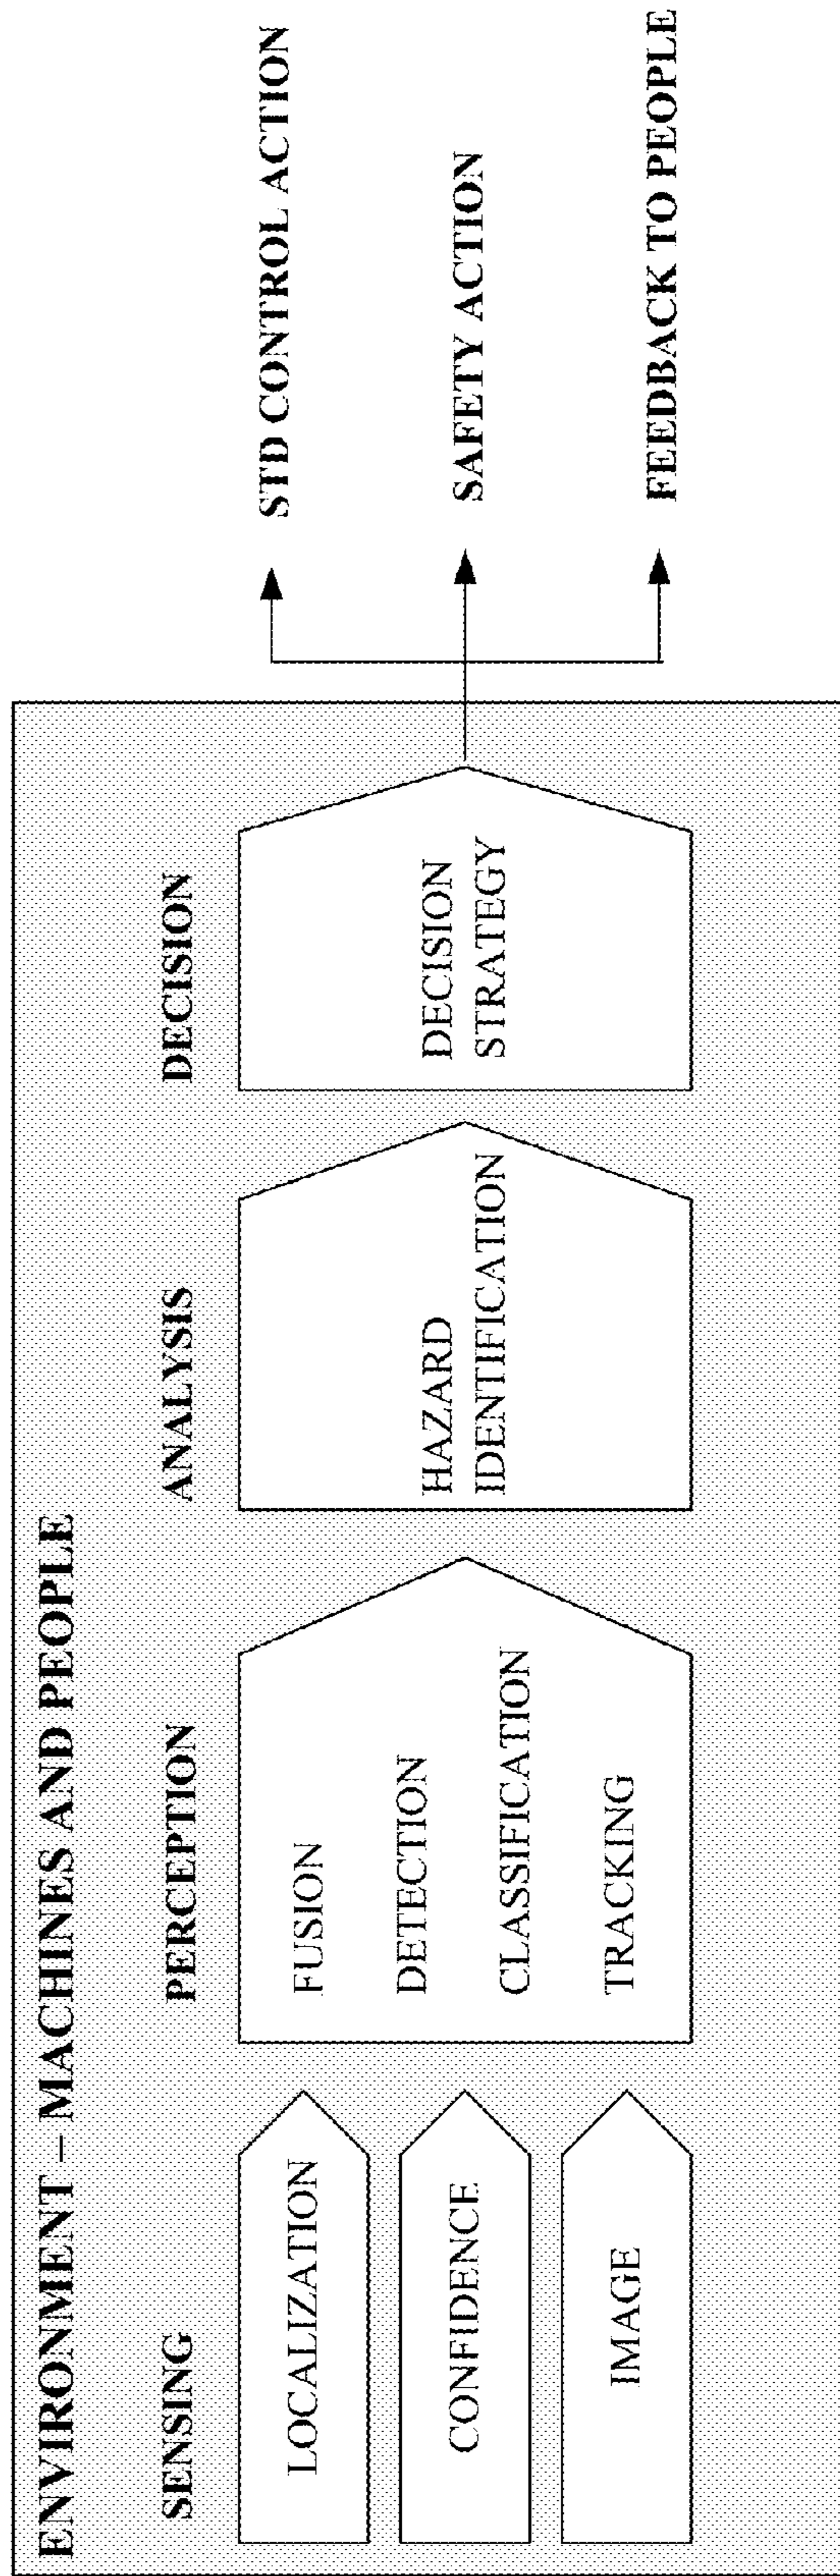 ENVIRONMENT – MACHINES AND PEOPLE
SENSING
LOCALIZATION
CONFIDENCE
IMAGE
PERCEPTION
FUSION
DETECTION
CLASSIFICATION
TRACKING
ANALYSIS
HAZARD
IDENTIFICATION
DECISION
DECISION
STRATEGY
STD CONTROL ACTION
SAFETY ACTION
FEEDBACK TO PEOPLE